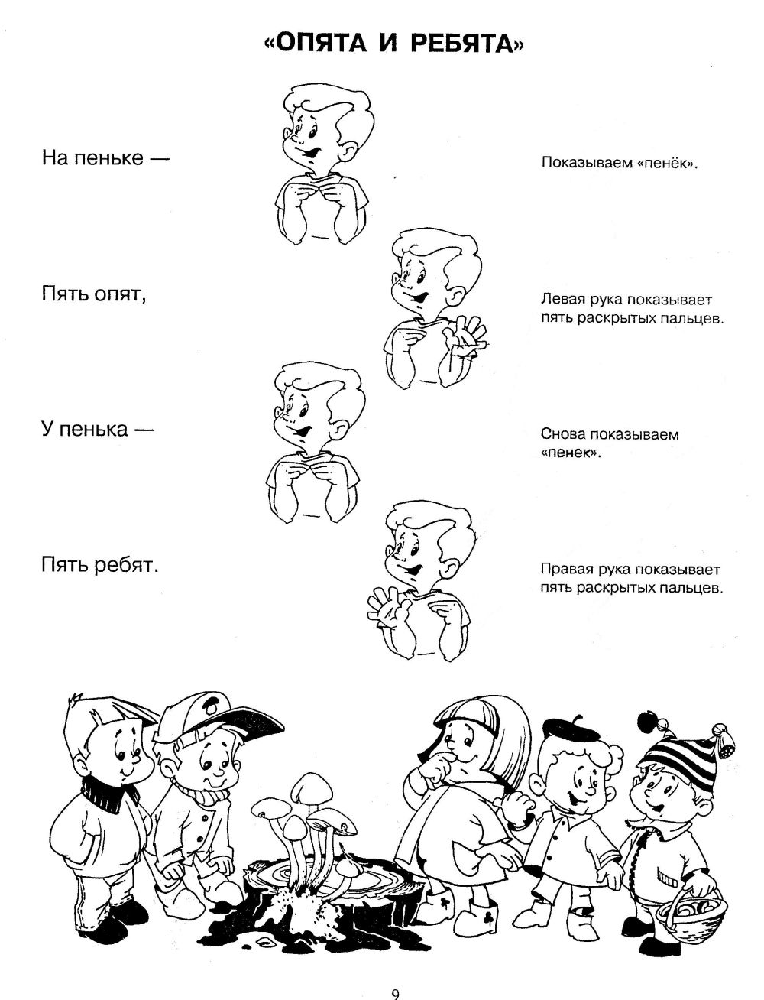 «ОПЯТА И РЕБЯТА»
На пеньке —
Показываем «пенёк».
Пять опят,
Левая рука показывает
пять раскрытых пальцев.
У пенька —
Снова показываем
«пенек».
Пять ребят.
Правая рука показывает
пять раскрытых пальцев.
9